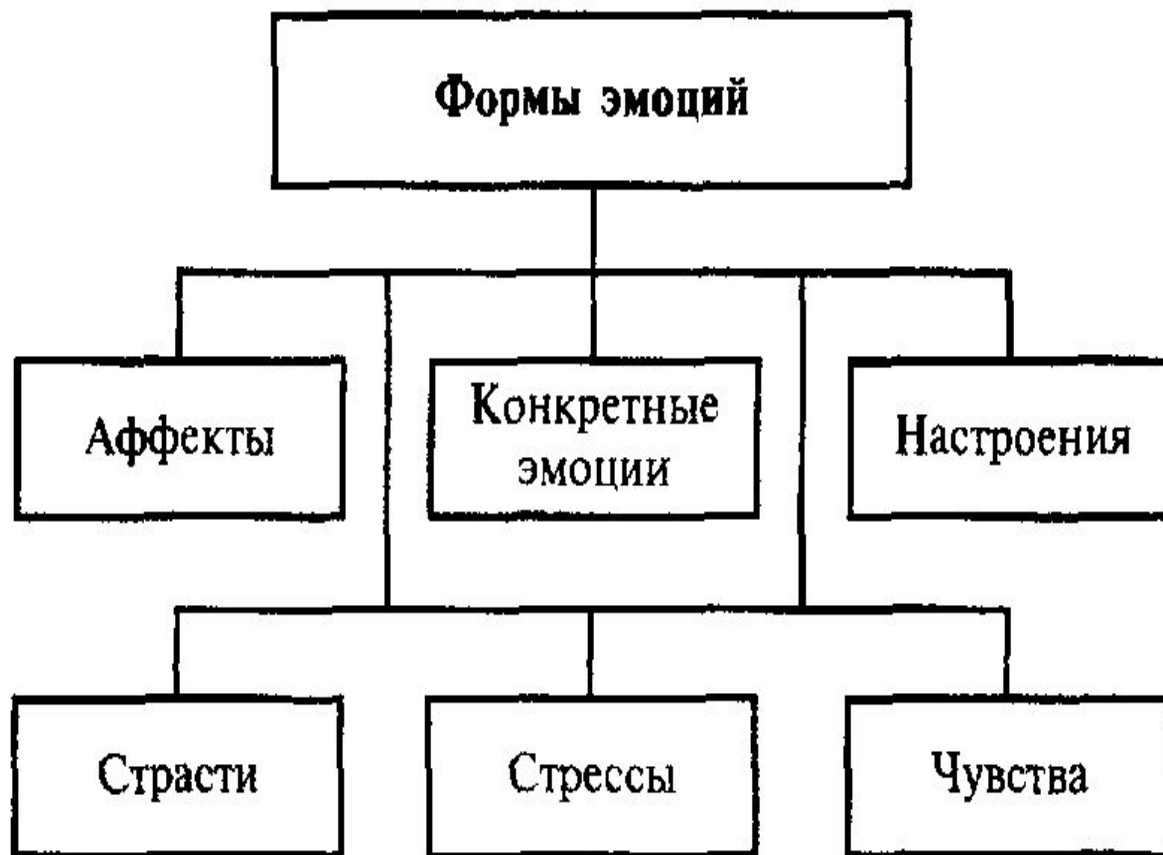 Формы эмоций
Аффекты
Конкретные
эмоции
Настроения
Страсти
Стрессы
Чувства